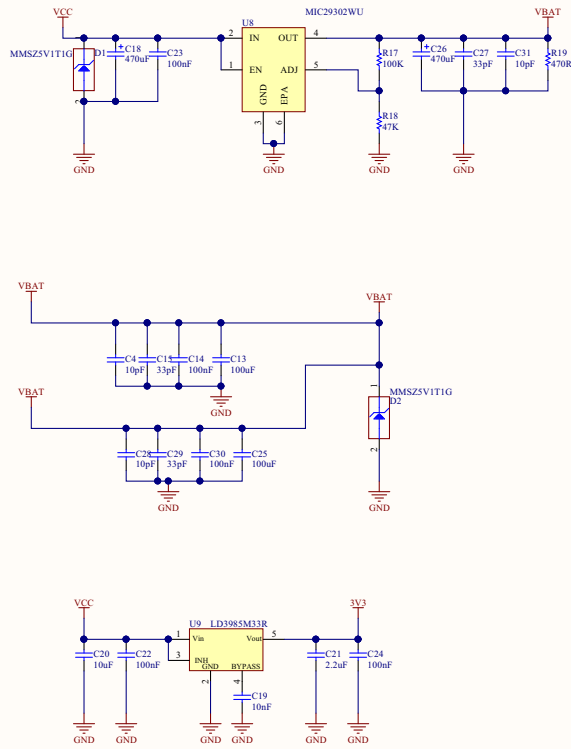 VCC
MIC29302WU
VBAT
U8
MMSZ5V1T1G
D1
C18
470uF
C23
100nF
2
IN
OUT
4
1
EN
ADJ
5
GND
EPA
3
6
R17
100K
R18
47K
C26
470uF
C27
33pF
C31
10pF
R19
470R
2
GND
GND
GND
GND
VBAT
VBAT
C4
10pF
C15
33pF
C14
100nF
C13
100uF
GND
VBAT
1
MMSZ5V1T1G
D2
2
C28
10pF
C29
33pF
C30
100nF
C25
100uF
GND
GND
VCC
3V3
U9
LD3985M33R
1
Vin
Vout
5
3
INH
GND
BYPASS
2
4
C20
10uF
C22
100nF
C19
10nF
C21
2.2uF
C24
100nF
GND
GND
GND
GND
GND
GND